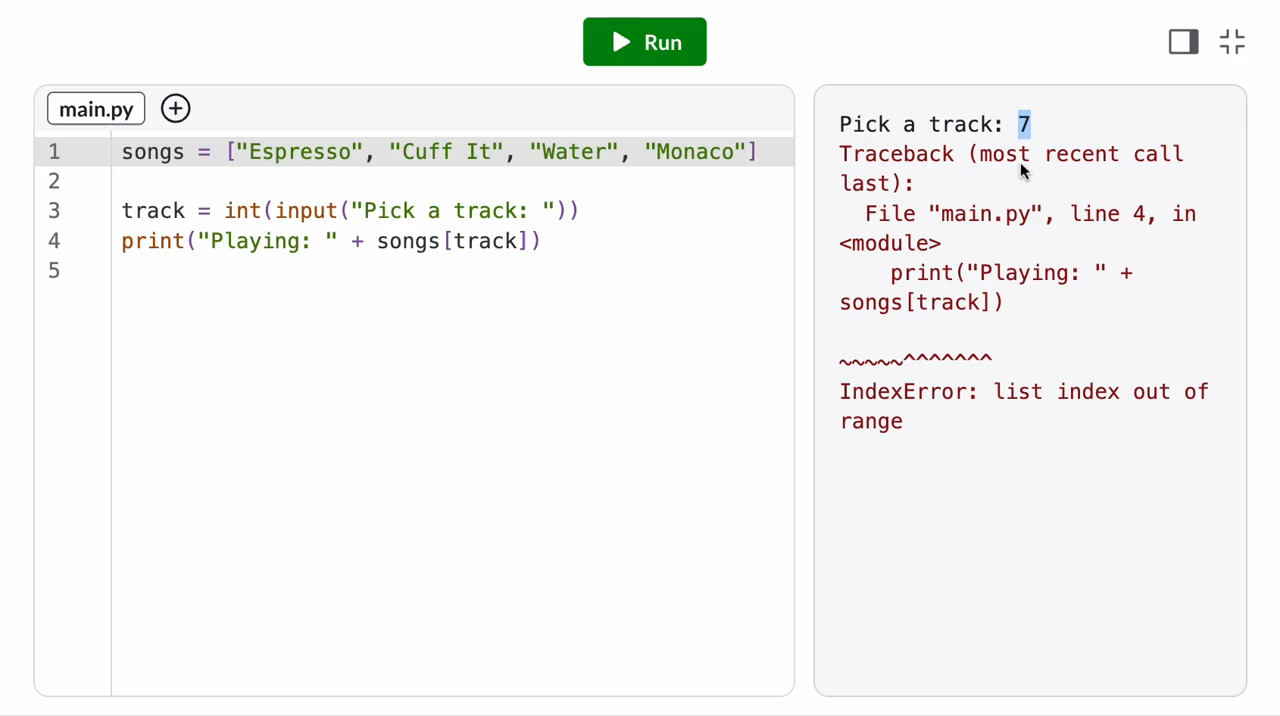 Run
main.py
1 songs = ["Espresso", "Cuff It", "Water", "Monaco"]
2
3 track = int(input("Pick a track: "))
4 print("Playing: " + songs[track])
5
Pick a track: 7
Traceback (most recent call
last):
  File "main.py", line 4, in
<module>
    print("Playing: " +
songs[track])
~~~~~^^^^^^^
IndexError: list index out of
range